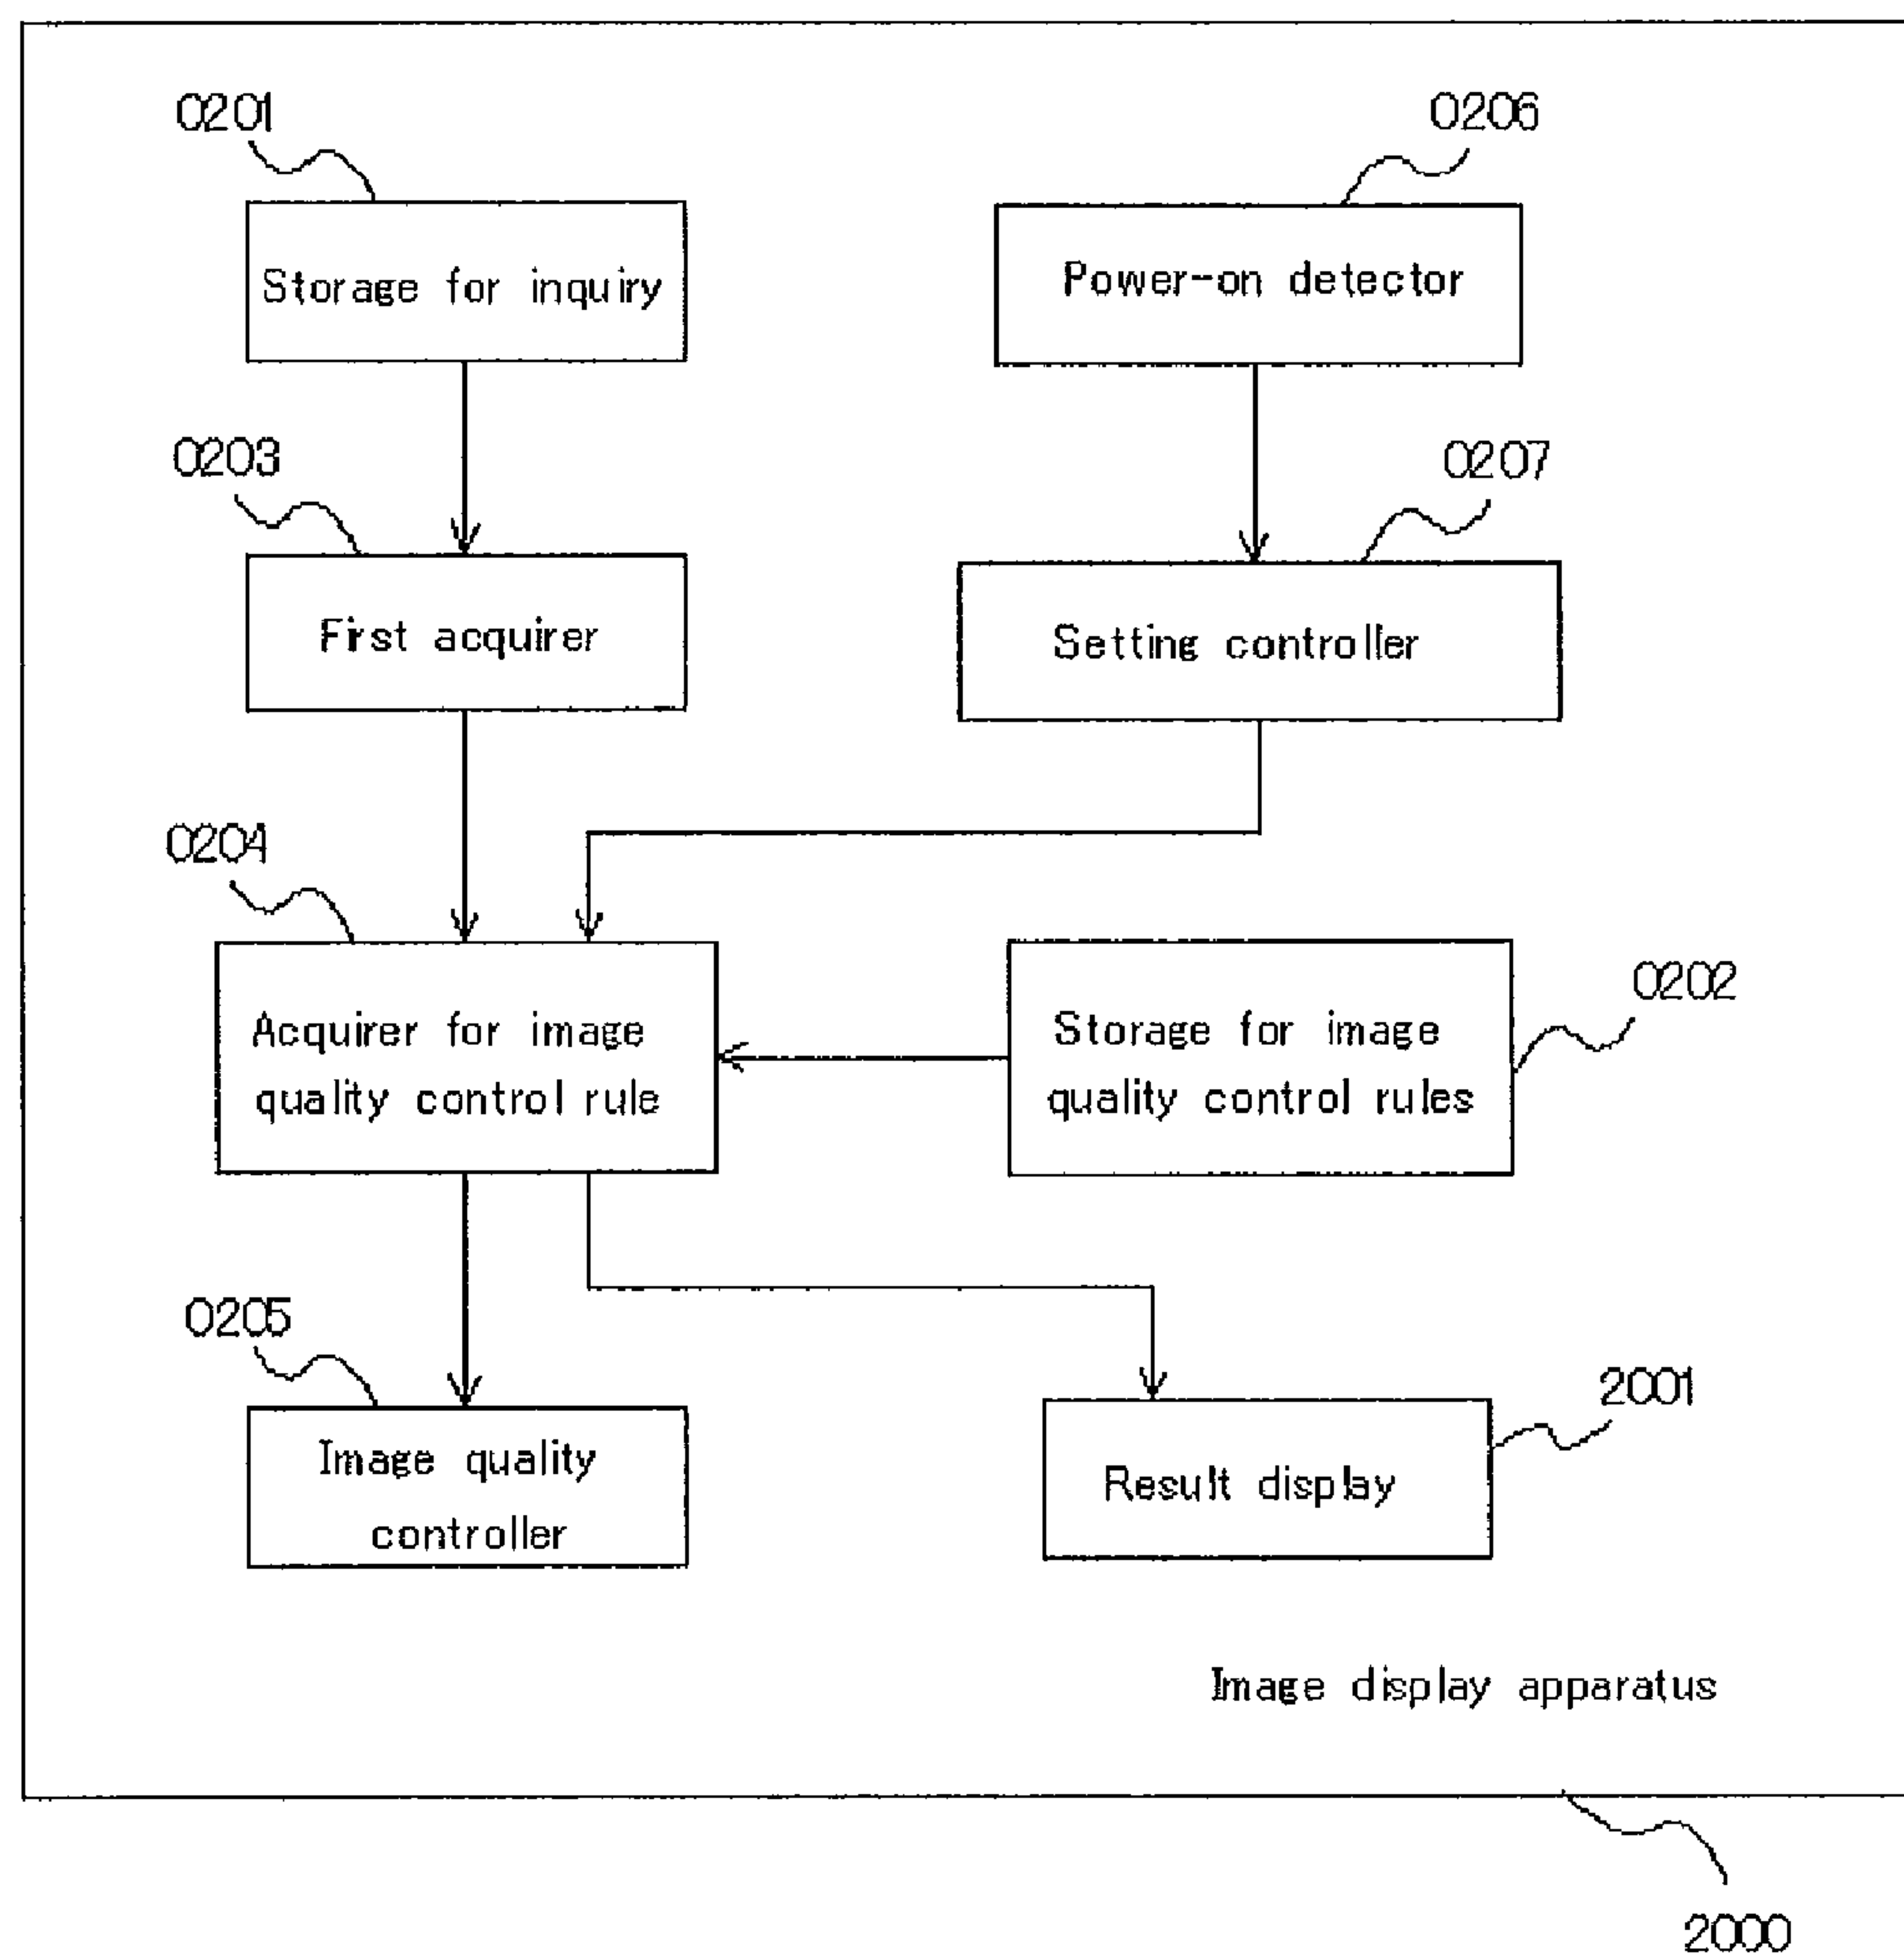 0201
0206
Storage for inquiry
Power-on detector
0203
0207
First acquirer
Setting controller
0204
0202
Acquirer for image
quality control rule
Storage for image
quality control rules
0205
2001
Image quality
controller
Result display
Image display apparatus
2000